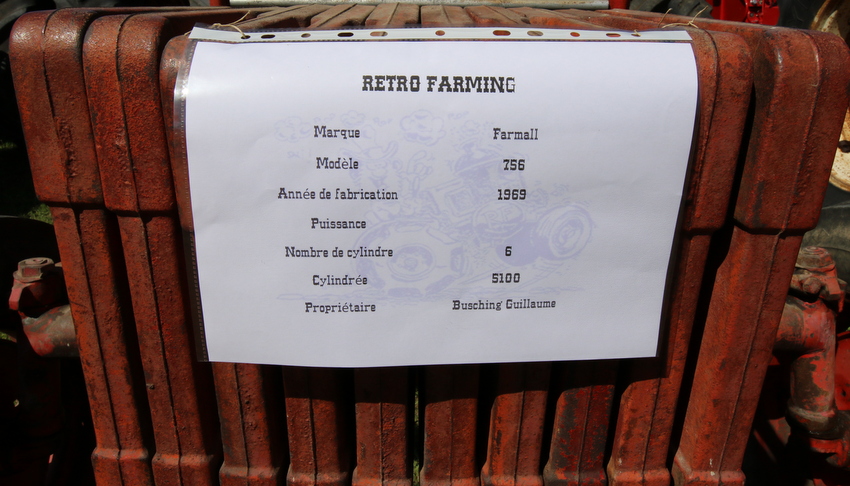 RETRO FARMING
Marque Farmall
Modèle 756
Année de fabrication 1969
Puissance
Nombre de cylindre 6
Cylindrée 5100
Propriétaire Busching Guillaume